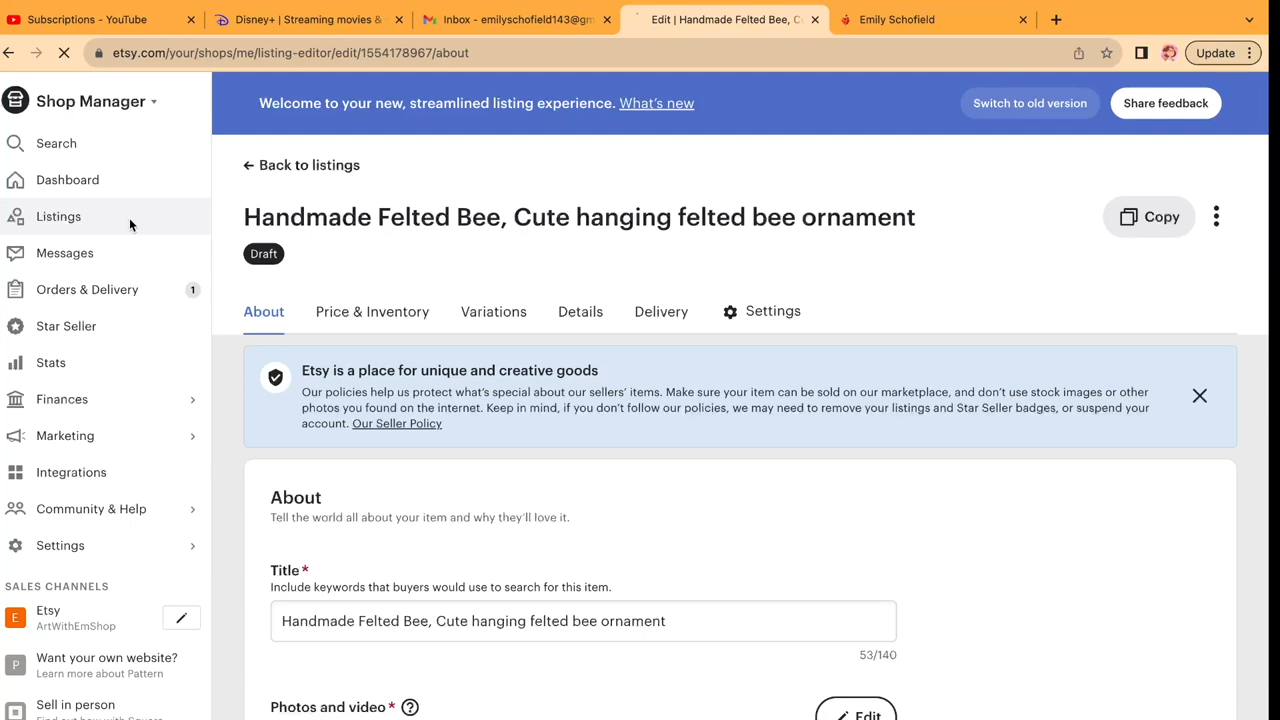 Subscriptions - YouTube
Disney+ | Streaming movies &
Inbox - emilyschofield143@gm
Edit | Handmade Felted Bee, C
Emily Schofield
etsy.com/your/shops/me/listing-editor/edit/1554178967/about
Update
Shop Manager
Search
Dashboard
Listings
Messages
Orders & Delivery 1
Star Seller
Stats
Finances
Marketing
Integrations
Community & Help
Settings
SALES CHANNELS
E
Etsy
ArtWithEmShop
P
Want your own website?
Learn more about Pattern
Sell in person
Welcome to your new, streamlined listing experience. What's new
Switch to old version
Share feedback
Back to listings
Handmade Felted Bee, Cute hanging felted bee ornament
Copy
Draft
About Price & Inventory Variations Details Delivery Settings
Etsy is a place for unique and creative goods
Our policies help us protect what's special about our sellers' items. Make sure your item can be sold on our marketplace, and don't use stock images or other
photos you found on the internet. Keep in mind, if you don't follow our policies, we may need to remove your listings and Star Seller badges, or suspend your
account. Our Seller Policy
About
Tell the world all about your item and why they'll love it.
Title*
Include keywords that buyers would use to search for this item.
Handmade Felted Bee, Cute hanging felted bee ornament
53/140
Photos and video * ?
Edit